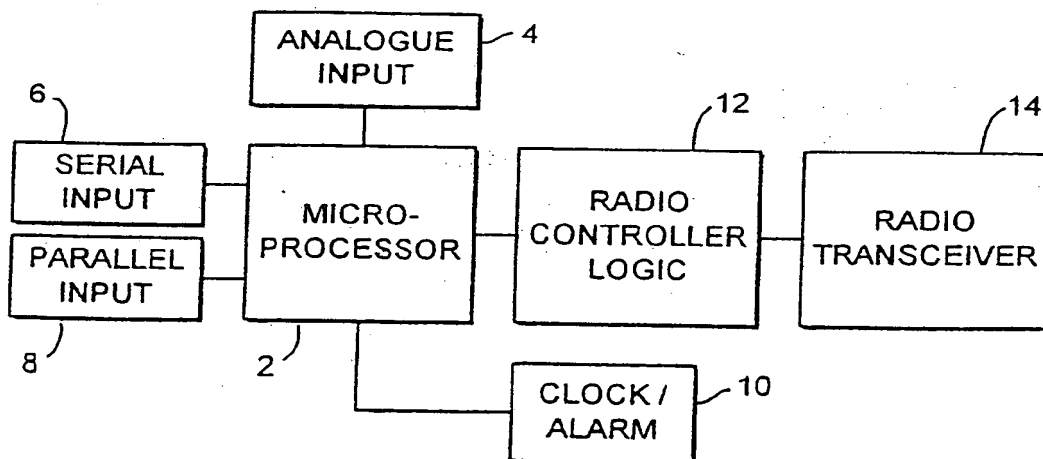 ANALOGUE
INPUT
4
6
SERIAL
INPUT
PARALLEL
INPUT
8
MICRO-
PROCESSOR
2
12
RADIO
CONTROLLER
LOGIC
14
RADIO
TRANSCEIVER
CLOCK /
ALARM
10